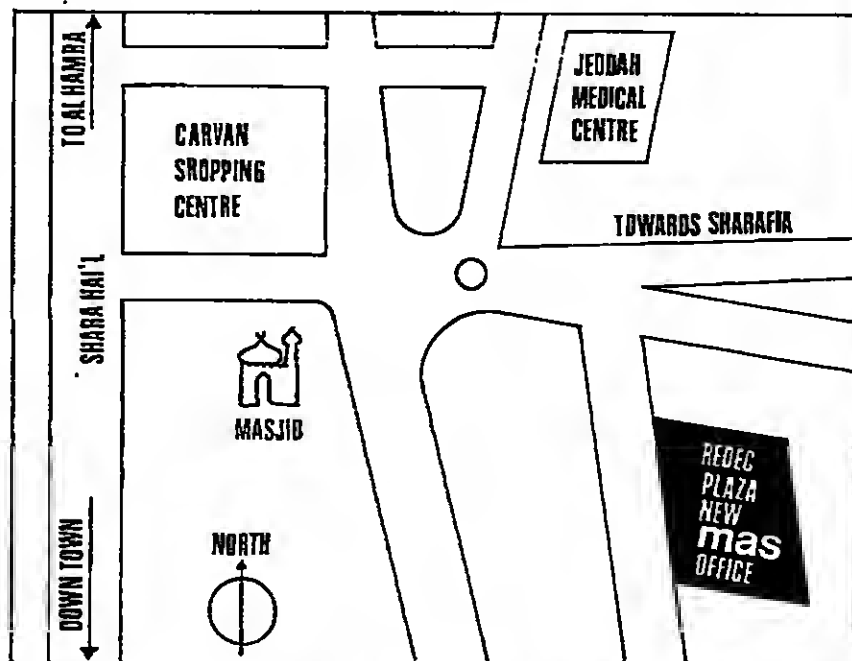 TO AL HAMRA
JEDDAH
MEDICAL
CENTRE
CARVAN
SROPPING
CENTRE
TOWARDS SHARAFIA
SHARA HAI'L
MASJID
REDEC
PLAZA
NEW
mas
OFFICE
NORTH
DOWN TOWN